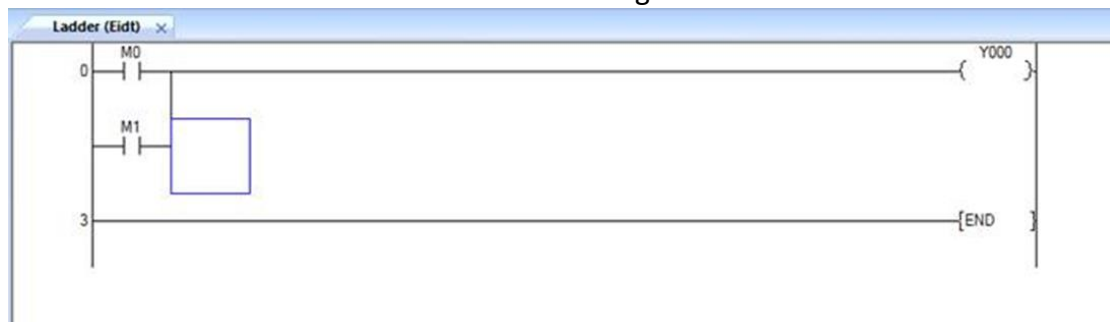 Ladder (Eidt) ×
M0 Y000
0 ( )
M1
3 [END ]